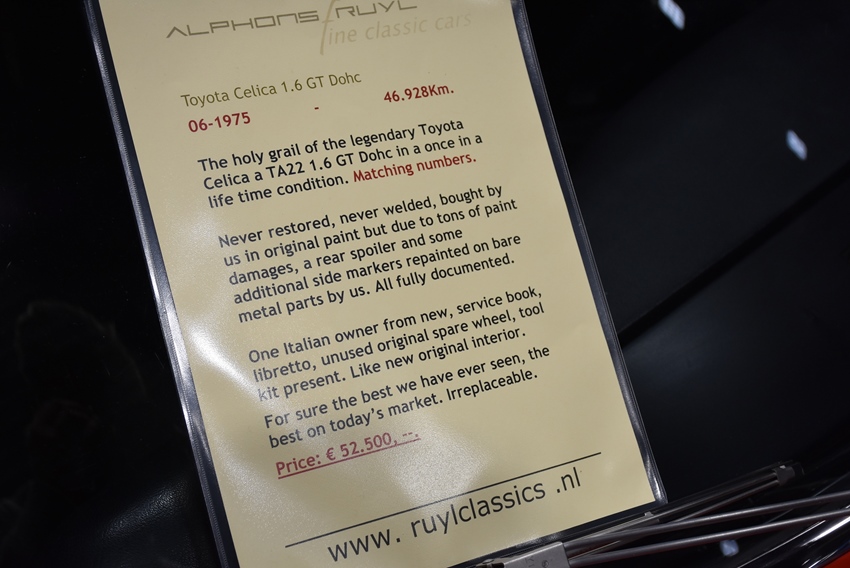 ALPHONS RUYL
fine classic cars
Toyota Celica 1.6 GT Dohc
06-1975 - 46.928Km.
The holy grail of the legendary Toyota
Celica a TA22 1.6 GT Dohc in a once in a
life time condition. Matching numbers.
Never restored, never welded, bought by
us in original paint but due to tons of paint
damages, a rear spoiler and some
additional side markers repainted on bare
metal parts by us. All fully documented.
One Italian owner from new, service book,
libretto, unused original spare wheel, tool
kit present. Like new original interior.
For sure the best we have ever seen, the
best on today's market. Irreplaceable.
Price: € 52.500, --.
www. ruylclassics .nl